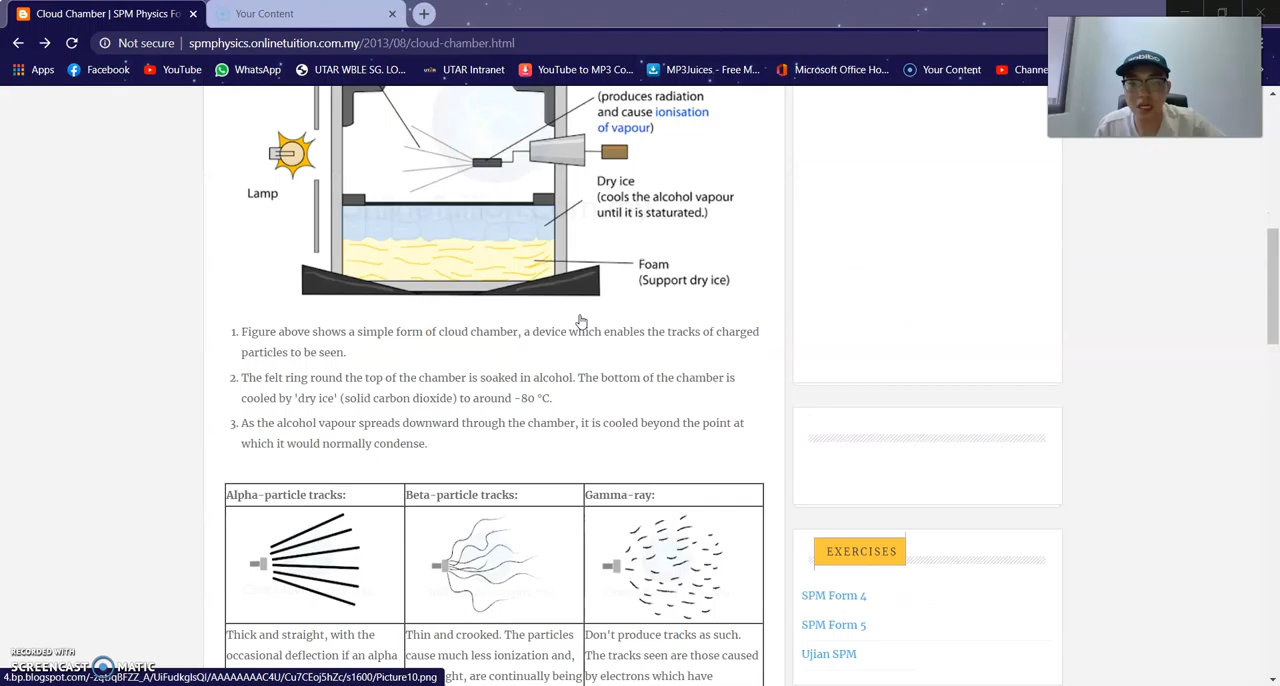 Cloud Chamber | SPM Physics Fo
Your Content
Not secure
spmphysics.onlinetuition.com.my/2013/08/cloud-chamber.html
Apps
Facebook
YouTube
WhatsApp
UTAR WBLE SG. LO...
UTAR Intranet
YouTube to MP3 Co...
MP3Juices - Free M...
Microsoft Office Ho...
Your Content
Chann
(produces radiation
and cause ionisation
of vapour)
Lamp
Dry ice
(cools the alcohol vapour
until it is staturated.)
Foam
(Support dry ice)
1. Figure above shows a simple form of cloud chamber, a device which enables the tracks of charged
particles to be seen.
2. The felt ring round the top of the chamber is soaked in alcohol. The bottom of the chamber is
cooled by 'dry ice' (solid carbon dioxide) to around -80 °C.
3. As the alcohol vapour spreads downward through the chamber, it is cooled beyond the point at
which it would normally condense.
Alpha-particle tracks:
Beta-particle tracks:
Gamma-ray:
Thick and straight, with the
occasional deflection if an alpha
Thin and crooked. The particles
cause much less ionization and,
ght, are continually being
Don't produce tracks as such.
The tracks seen are those caused
by electrons which have
EXERCISES
SPM Form 4
SPM Form 5
Ujian SPM
RECORDED WITH
SCREENCAST MATIC